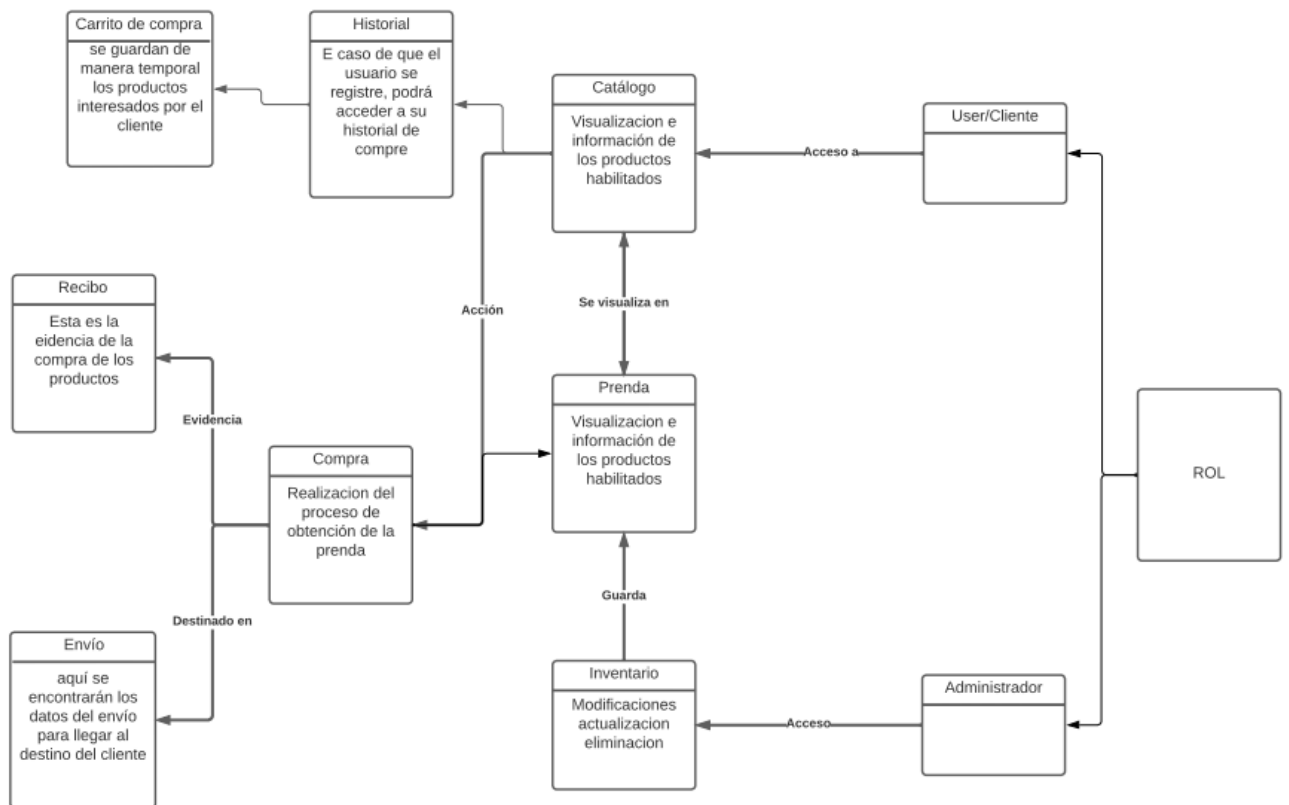 Carrito de compra
se guardan de
manera temporal
los productos
interesados por el
cliente
Historial
E caso de que el
usuario se
registre, podrá
acceder a su
historial de
compre
Catálogo
Visualizacion e
información de
los productos
habilitados
Acceso a
User/Cliente
Recibo
Esta es la
eidencia de la
compra de los
productos
Acción
Se visualiza en
Evidencia
Prenda
Visualizacion e
información de
los productos
habilitados
Compra
Realizacion del
proceso de
obtención de la
prenda
ROL
Guarda
Destinado en
Envío
aquí se
encontrarán los
datos del envío
para llegar al
destino del cliente
Inventario
Modificaciones
actualizacion
eliminacion
Acceso
Administrador